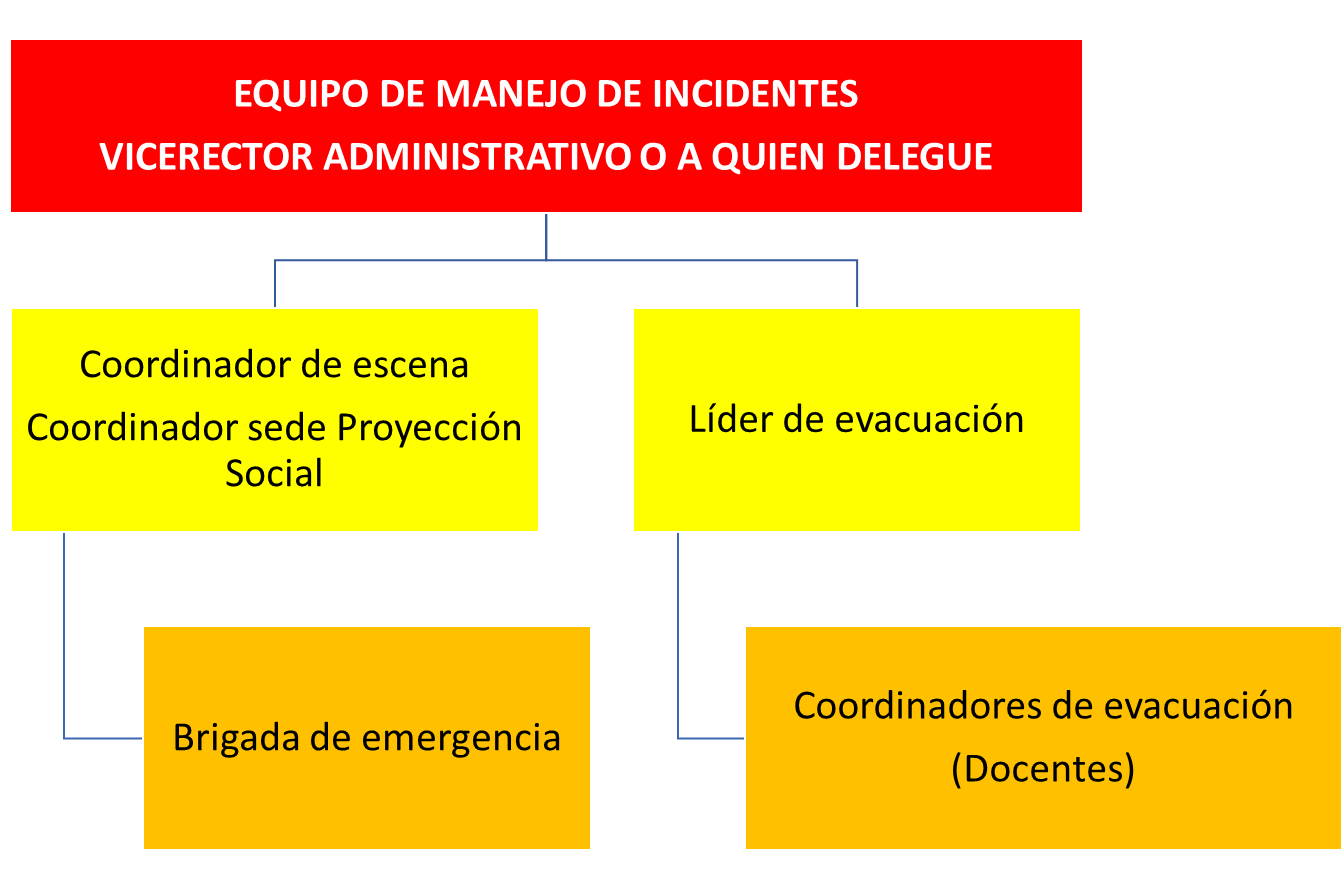 EQUIPO DE MANEJO DE INCIDENTES
VICERECTOR ADMINISTRATIVO O A QUIEN DELEGUE
Coordinador de escena
Coordinador sede Proyección
Social
Líder de evacuación
Brigada de emergencia
Coordinadores de evacuación
(Docentes)